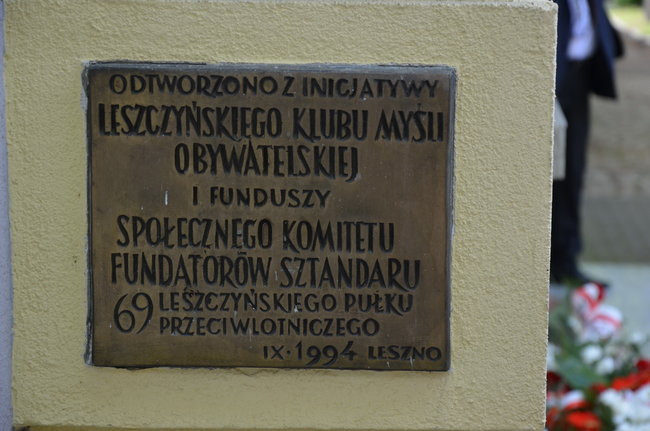 ODTWORZONO Z INICJATYWY
LESZCZYŃSKIEGO KLUBU MYŚLI
OBYWATELSKIEJ
I FUNDUSZY
SPOŁECZNEGO KOMITETU
FUNDATORÓW SZTANDARU
69 LESZCZYŃSKIEGO PUŁKU
PRZECIWLOTNICZEGO
IX·1994 LESZNO